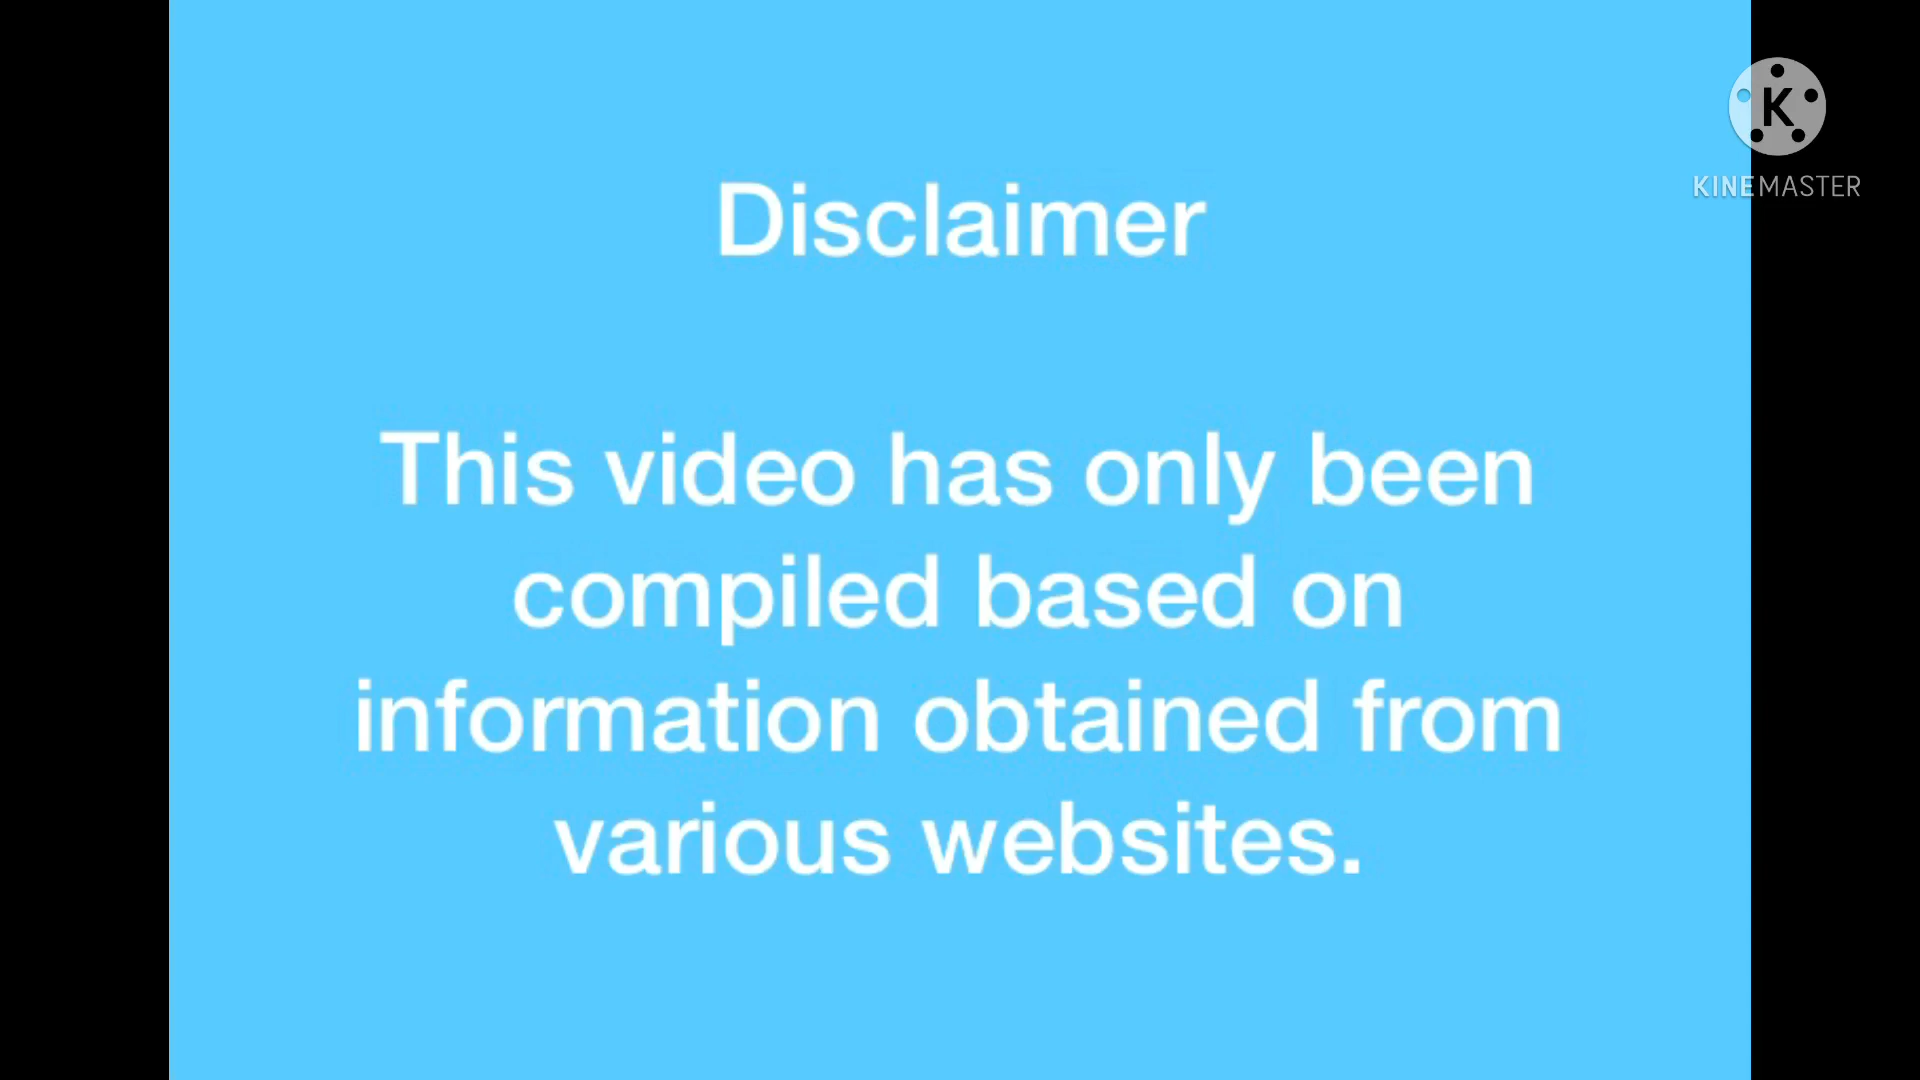 K
KINEMASTER
Disclaimer
This video has only been
compiled based on
information obtained from
various websites.